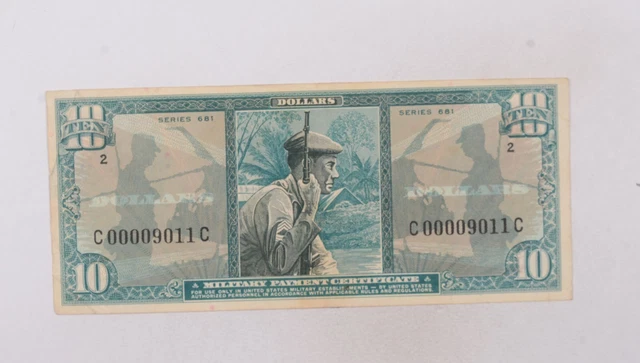 DOLLARS
10 TEN SERIES 681 SERIES 681 10 TEN
2 2
DOLLARS DOLLARS
C00009011C C00009011C
10 10
MILITARY PAYMENT CERTIFICATE
FOR USE ONLY IN UNITED STATES MILITARY ESTABLISHMENTS — BY UNITED STATES
AUTHORIZED PERSONNEL IN ACCORDANCE WITH APPLICABLE RULES AND REGULATIONS.